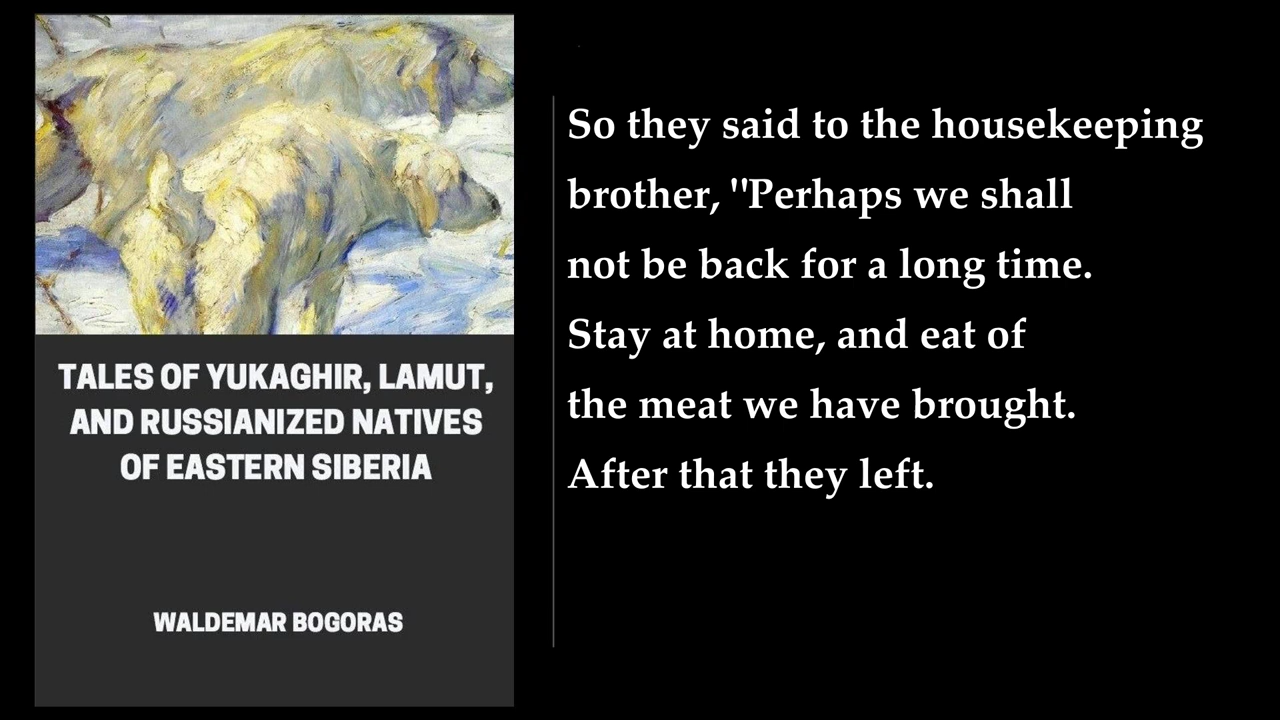 TALES OF YUKAGHIR, LAMUT,
AND RUSSIANIZED NATIVES
OF EASTERN SIBERIA
WALDEMAR BOGORAS
So they said to the housekeeping
brother, "Perhaps we shall
not be back for a long time.
Stay at home, and eat of
the meat we have brought.
After that they left.